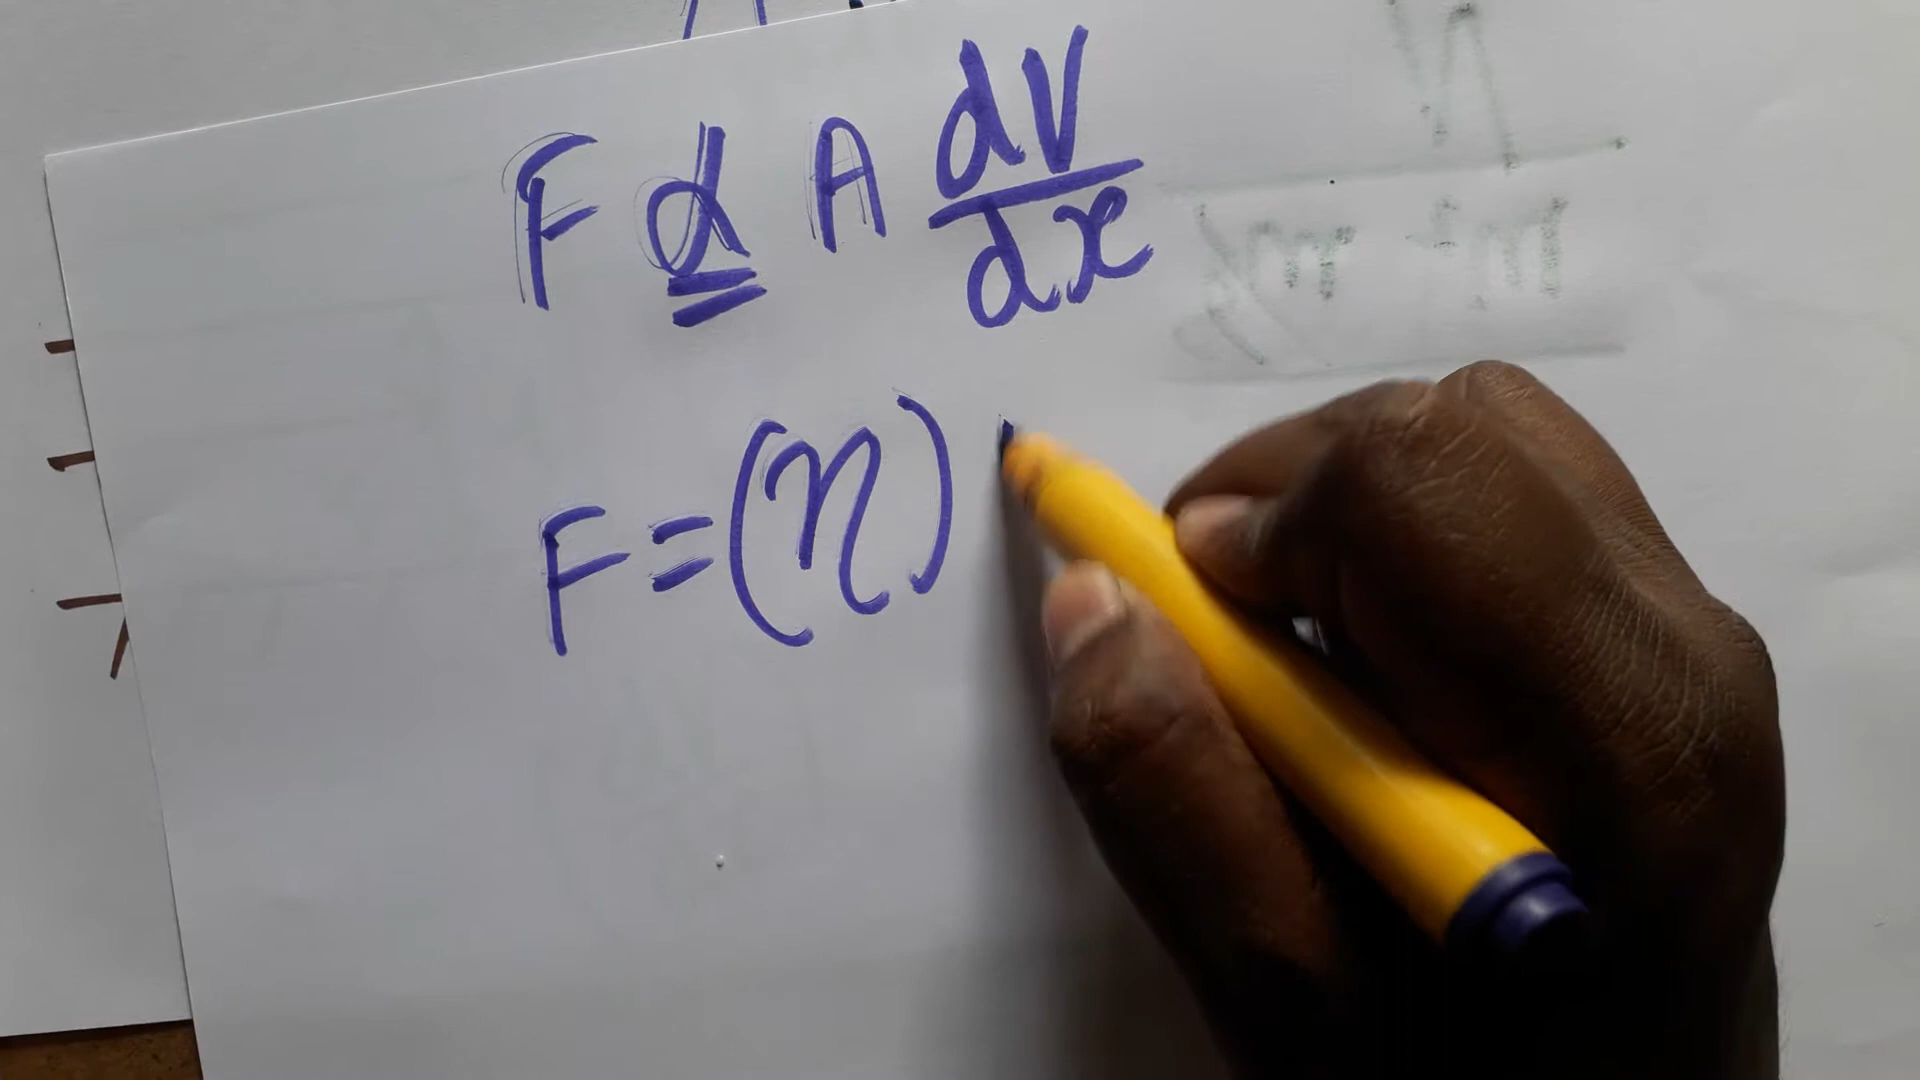 F α A dV/dx
F = (η)